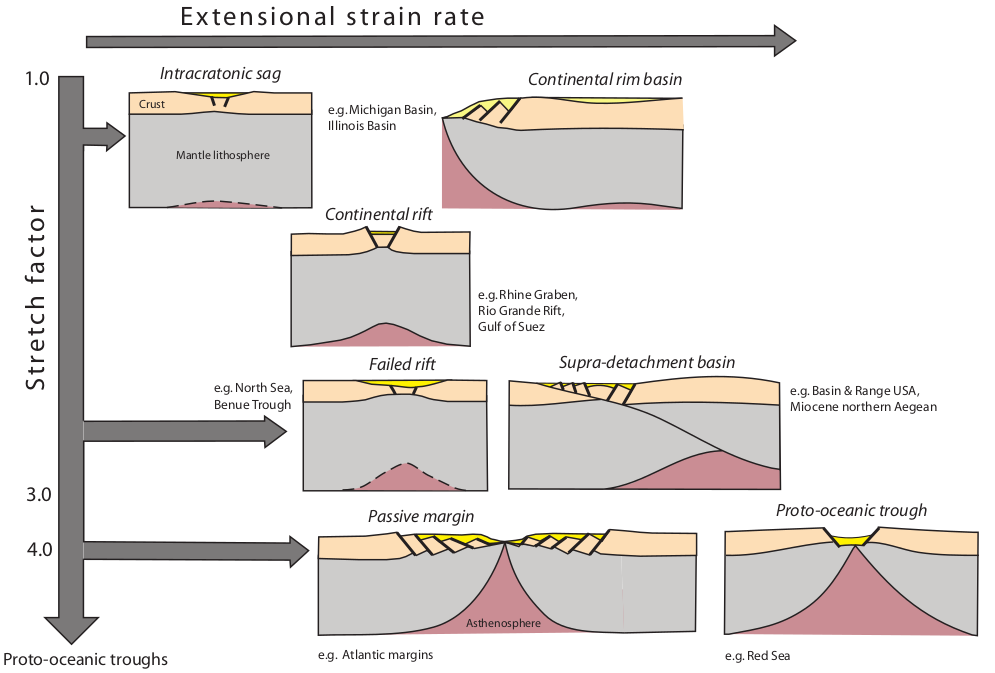 Extensional strain rate
1.0
Intracratonic sag
Continental rim basin
Crust
e.g. Michigan Basin,
Illinois Basin
Mantle lithosphere
Stretch factor
Continental rift
e.g. Rhine Graben,
Rio Grande Rift,
Gulf of Suez
Failed rift
Supra-detachment basin
e.g. North Sea,
Benue Trough
e.g. Basin & Range USA,
Miocene northern Aegean
3.0
Passive margin
Proto-oceanic trough
4.0
Asthenosphere
Proto-oceanic troughs
e.g. Atlantic margins
e.g. Red Sea